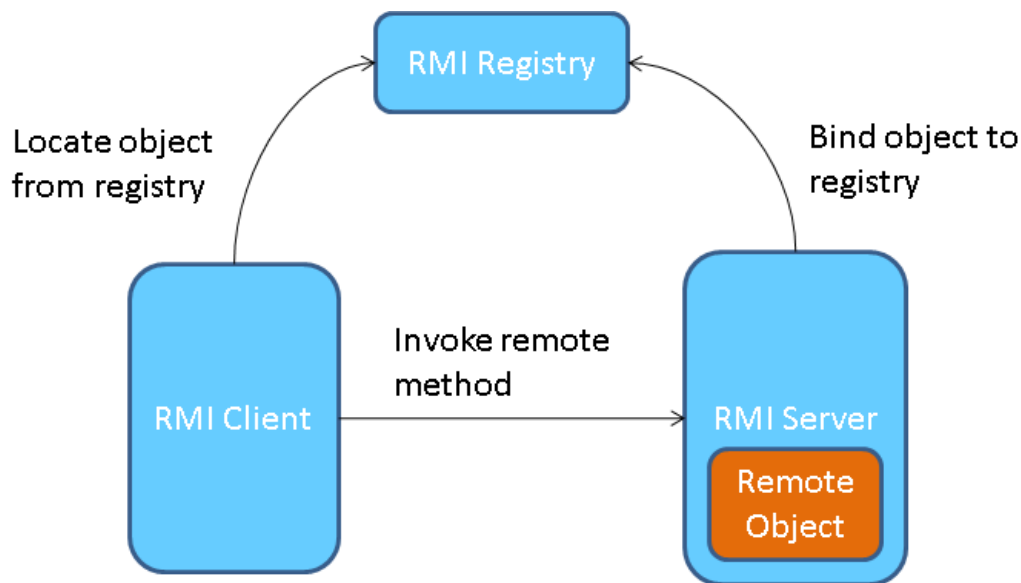 RMI Registry
Locate object
from registry
Bind object to
registry
Invoke remote
method
RMI Client
RMI Server
Remote
Object